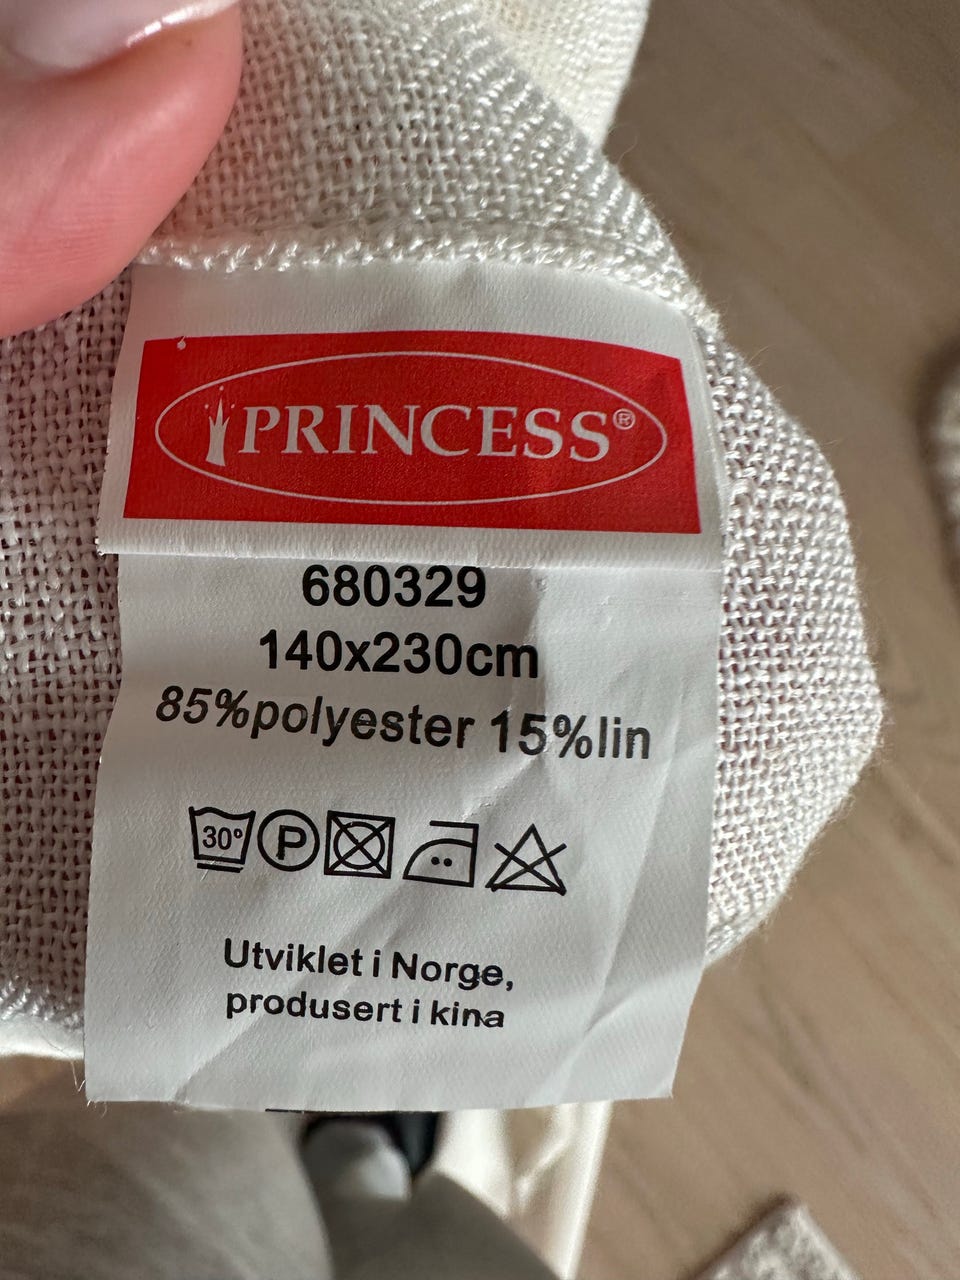 PRINCESS®
680329
140x230cm
85%polyester 15%lin
30° P
Utviklet i Norge,
produsert i kina